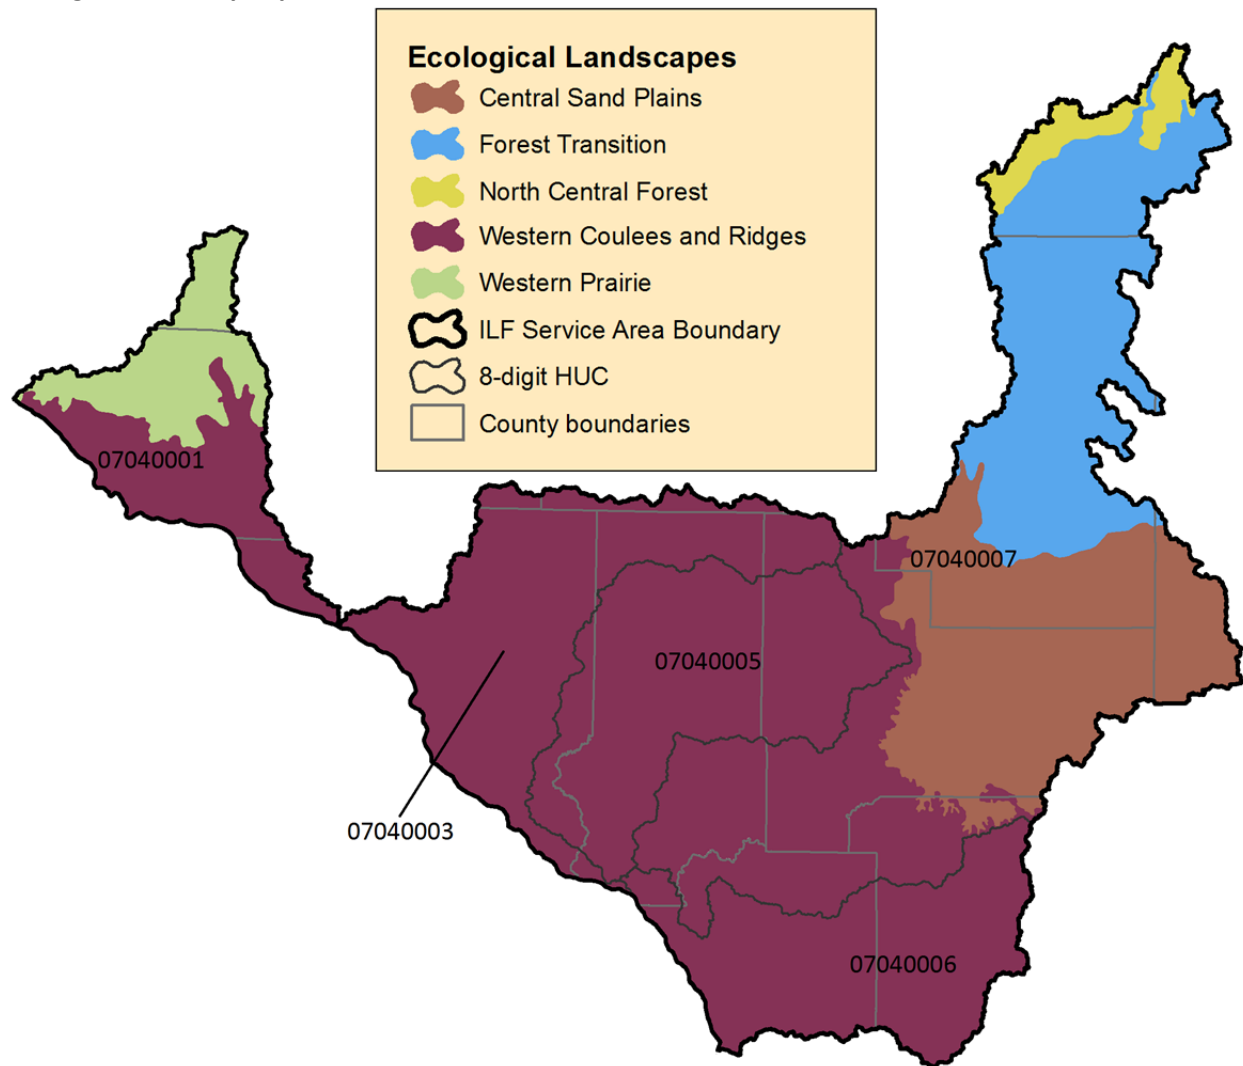 Ecological Landscapes
Central Sand Plains
Forest Transition
North Central Forest
Western Coulees and Ridges
Western Prairie
ILF Service Area Boundary
8-digit HUC
County boundaries
07040001
07040007
07040005
07040003
07040006